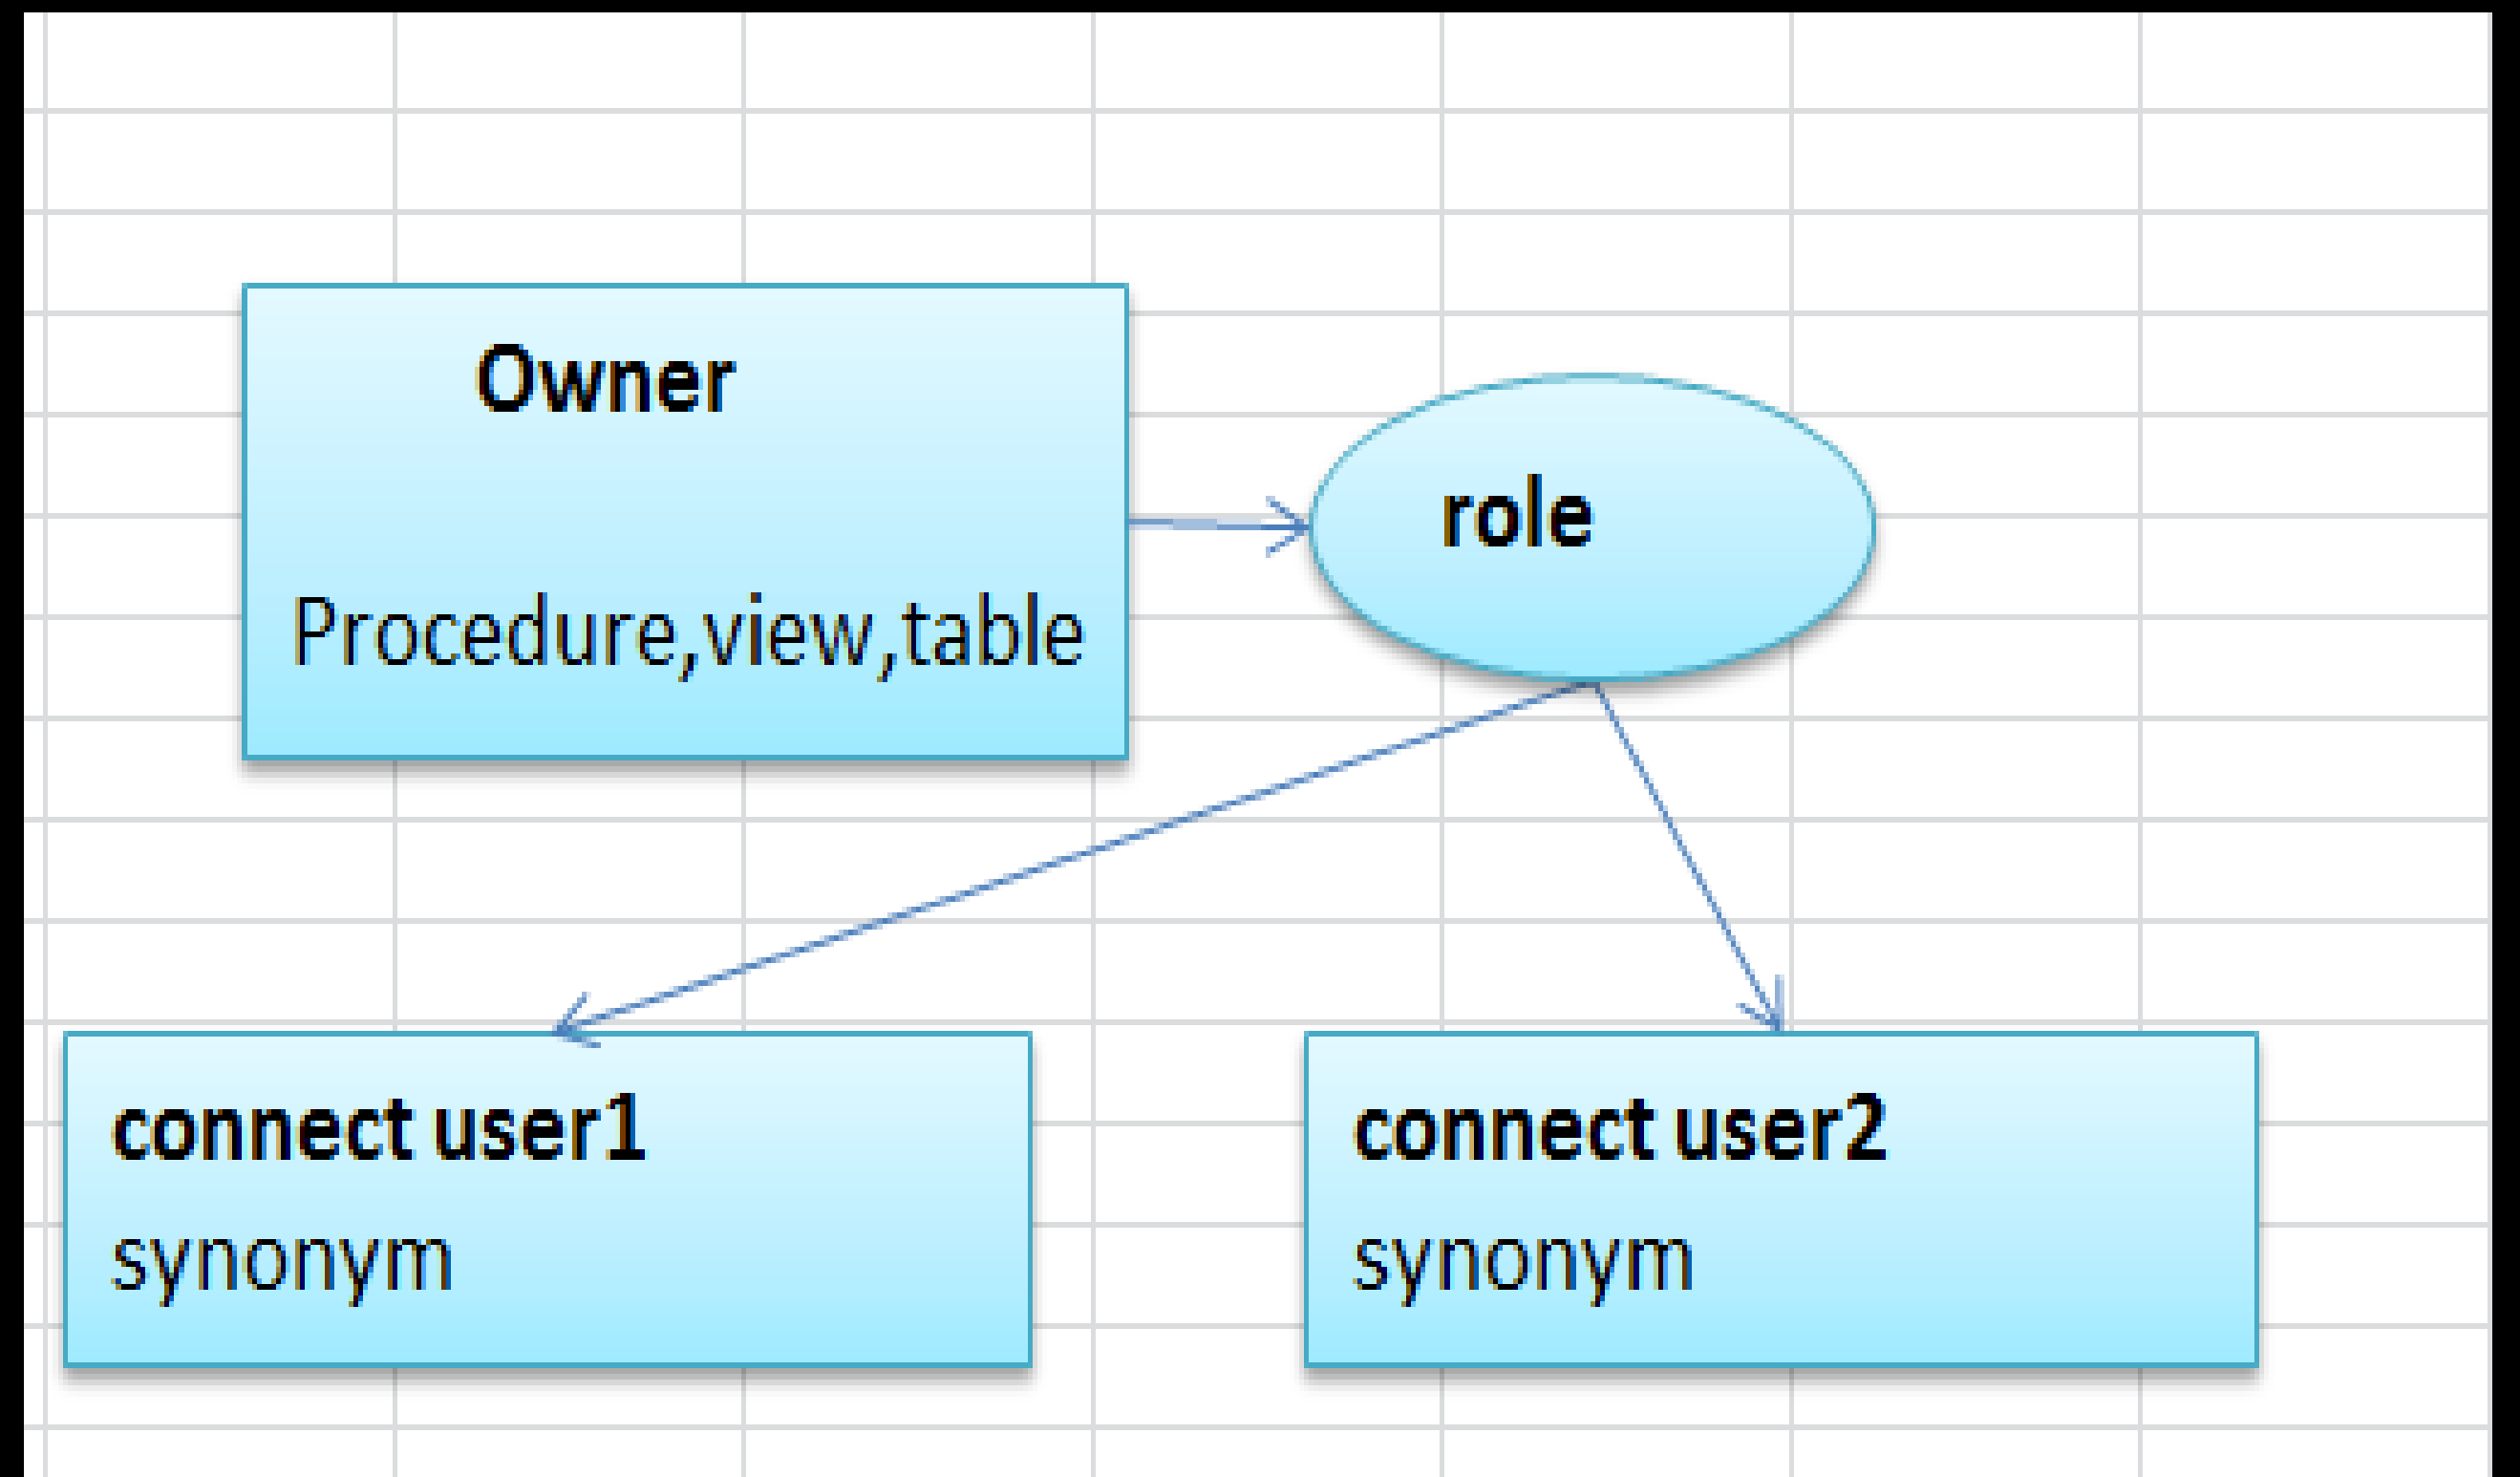 Owner
Procedure,view,table
role
connect user1
synonym
connect user2
synonym